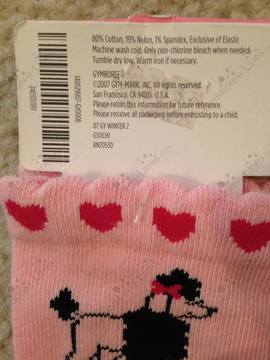 80% Cotton, 19% Nylon, 1% Spandex, Exclusive of Elastic
Machine wash cold. Only non-chlorine bleach when needed.
Tumble dry low. Warm iron if necessary.
GYMBOREE
©2007 GYM-MARK, INC. All rights reserved.
San Francisco, CA 94105. U.S.A.
Please retain this information for future reference.
Please remove all packaging before entrusting to a child.
07 GY WINTER 2
GSOCHI
RN70530